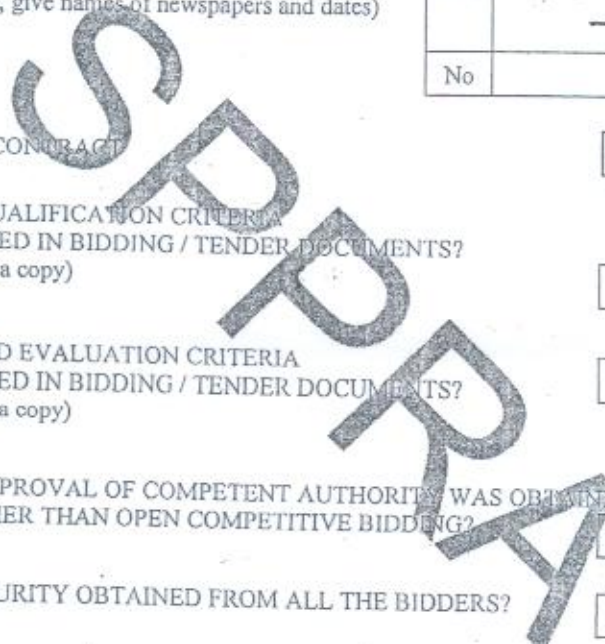 , give names of newspapers and dates)
No
CONTRACT
UALIFICATION CRITERIA
ED IN BIDDING / TENDER DOCUMENTS?
a copy)
D EVALUATION CRITERIA
ED IN BIDDING / TENDER DOCUMENTS?
a copy)
PROVAL OF COMPETENT AUTHORITY WAS OBTAIN
IER THAN OPEN COMPETITIVE BIDDING?
URITY OBTAINED FROM ALL THE BIDDERS?
SPPRA